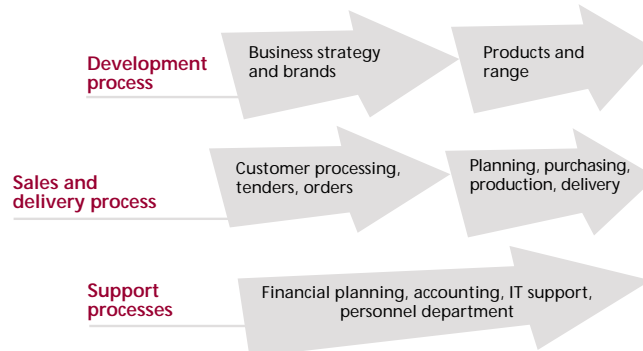 Development
process
Business strategy
and brands
Products and
range
Sales and
delivery process
Customer processing,
tenders, orders
Planning, purchasing,
production, delivery
Support
processes
Financial planning, accounting, IT support,
personnel department